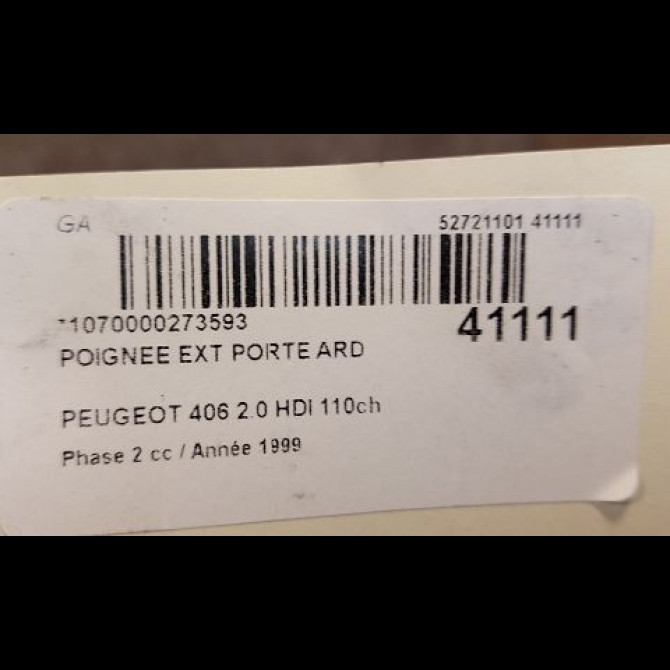 GA 52721101 41111
*1070000273593 41111
POIGNEE EXT PORTE ARD
PEUGEOT 406 2.0 HDI 110ch
Phase 2 cc / Année 1999